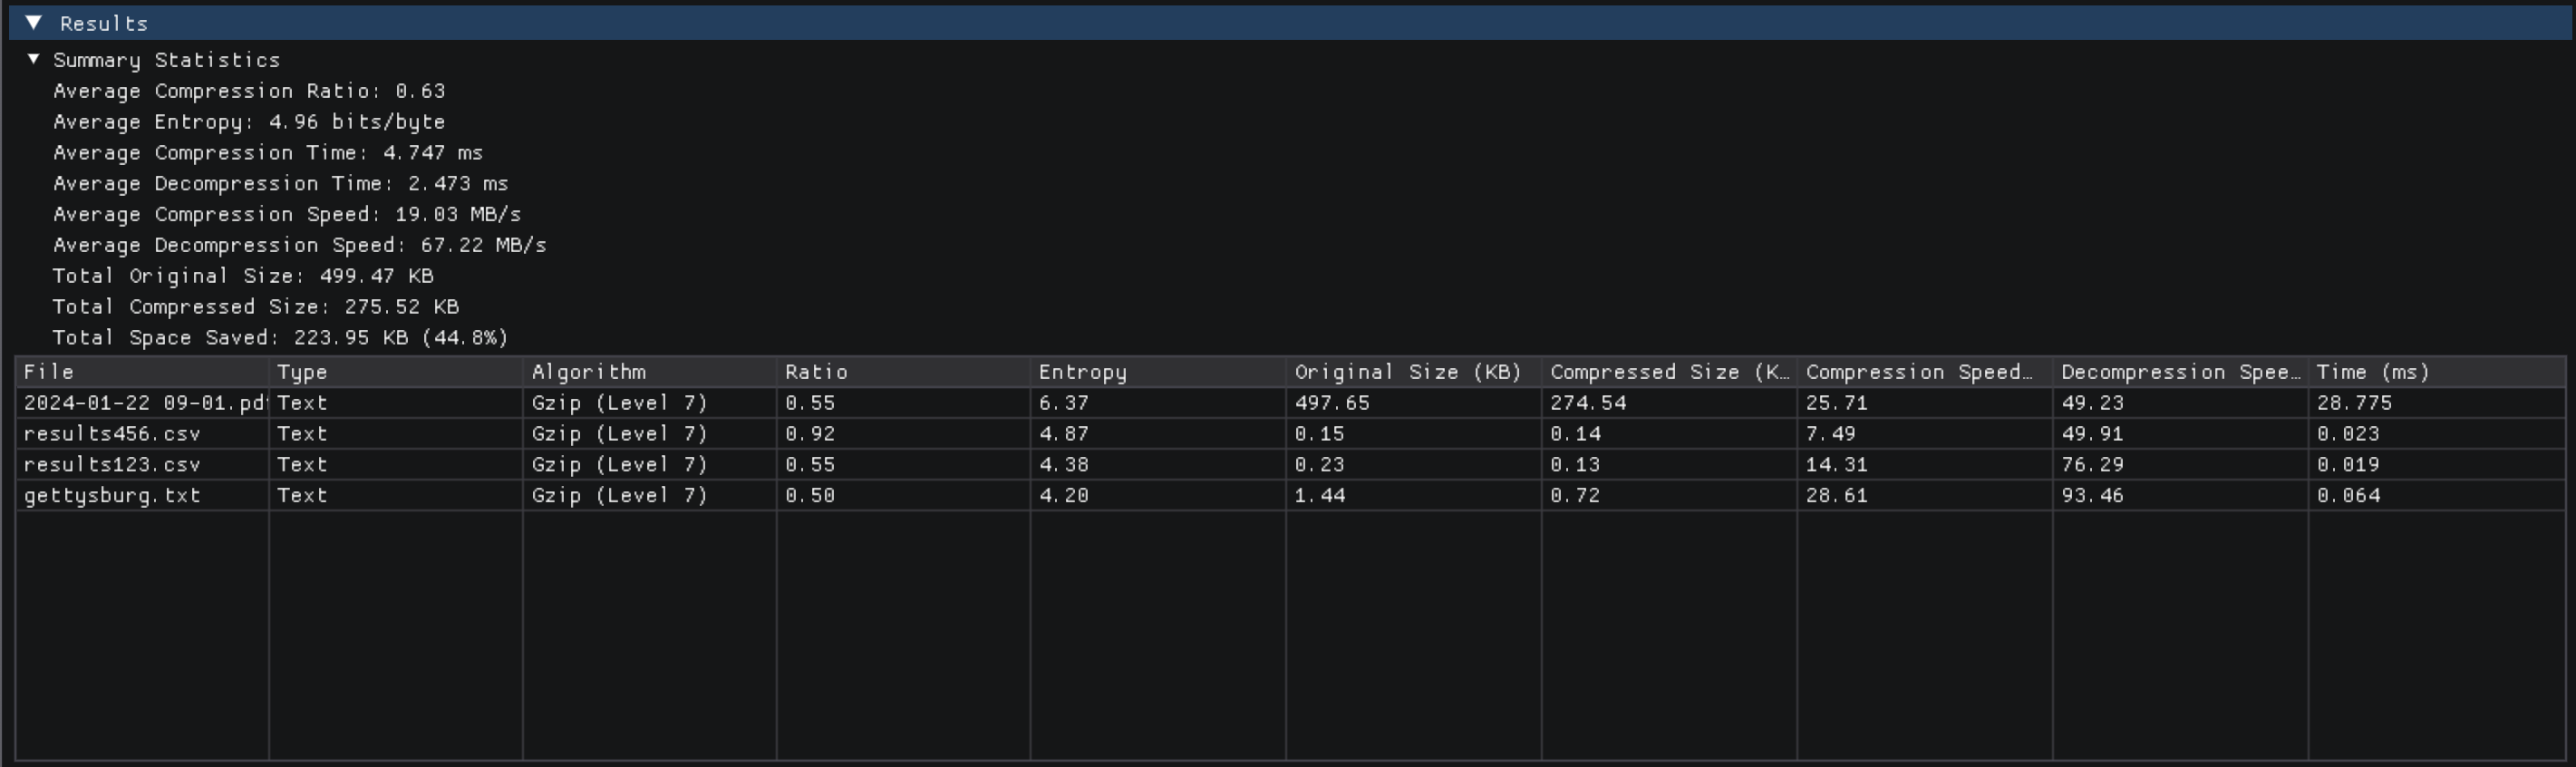 Results
Summary Statistics
Average Compression Ratio: 0.63
Average Entropy: 4.96 bits/byte
Average Compression Time: 4.747 ms
Average Decompression Time: 2.473 ms
Average Compression Speed: 19.03 MB/s
Average Decompression Speed: 67.22 MB/s
Total Original Size: 499.47 KB
Total Compressed Size: 275.52 KB
Total Space Saved: 223.95 KB (44.8%)
File Type Algorithm Ratio Entropy Original Size (KB) Compressed Size (K… Compression Speed… Decompression Spee… Time (ms)
2024-01-22 09-01.pdf Text Gzip (Level 7) 0.55 6.37 497.65 274.54 25.71 49.23 28.775
results456.csv Text Gzip (Level 7) 0.92 4.87 0.15 0.14 7.49 49.91 0.023
results123.csv Text Gzip (Level 7) 0.55 4.38 0.23 0.13 14.31 76.29 0.019
gettysburg.txt Text Gzip (Level 7) 0.50 4.20 1.44 0.72 28.61 93.46 0.064